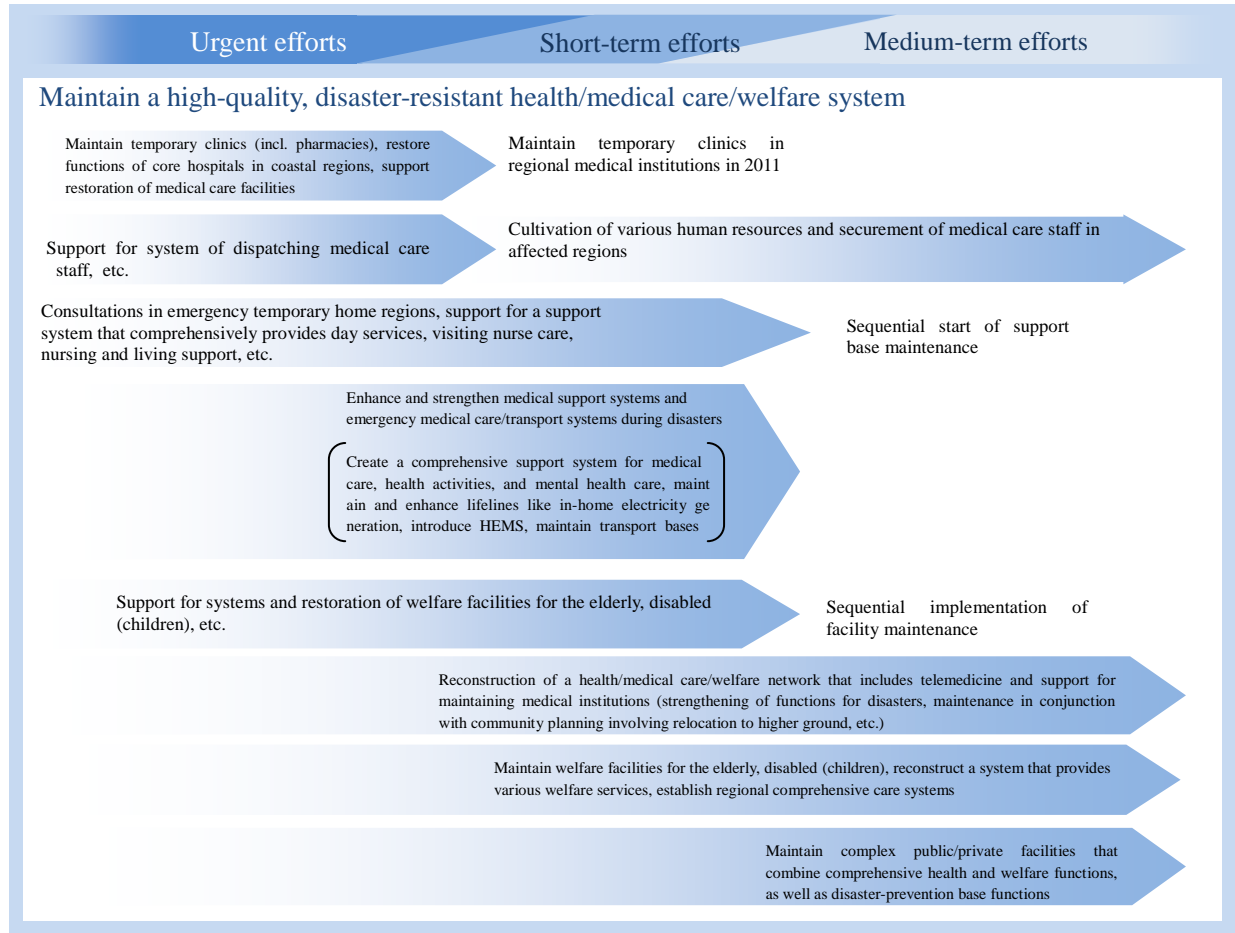 Urgent efforts
Short-term efforts
Medium-term efforts
Maintain a high-quality, disaster-resistant health/medical care/welfare system
Maintain temporary clinics (incl. pharmacies), restore
functions of core hospitals in coastal regions, support
restoration of medical care facilities
Maintain temporary clinics in
regional medical institutions in 2011
Support for system of dispatching medical care
staff, etc.
Cultivation of various human resources and securement of medical care staff in
affected regions
Consultations in emergency temporary home regions, support for a support
system that comprehensively provides day services, visiting nurse care,
nursing and living support, etc.
Sequential start of support
base maintenance
Enhance and strengthen medical support systems and
emergency medical care/transport systems during disasters
Create a comprehensive support system for medical
care, health activities, and mental health care, maint
ain and enhance lifelines like in-home electricity ge
neration, introduce HEMS, maintain transport bases
Support for systems and restoration of welfare facilities for the elderly, disabled
(children), etc.
Sequential implementation of
facility maintenance
Reconstruction of a health/medical care/welfare network that includes telemedicine and support for
maintaining medical institutions (strengthening of functions for disasters, maintenance in conjunction
with community planning involving relocation to higher ground, etc.)
Maintain welfare facilities for the elderly, disabled (children), reconstruct a system that provides
various welfare services, establish regional comprehensive care systems
Maintain complex public/private facilities that
combine comprehensive health and welfare functions,
as well as disaster-prevention base functions